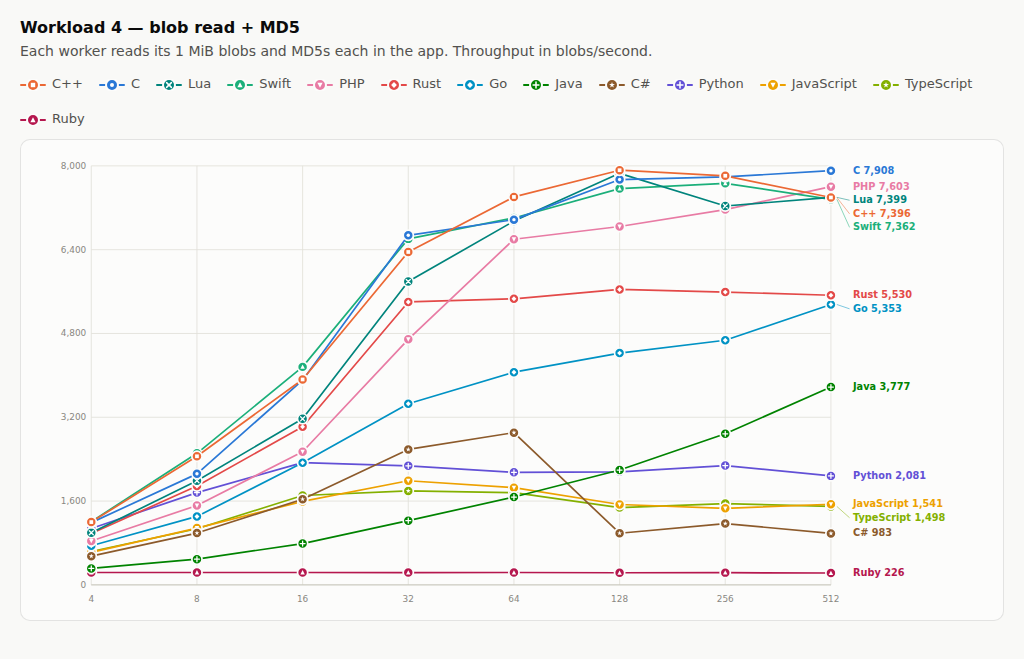 Workload 4 — blob read + MD5
Each worker reads its 1 MiB blobs and MD5s each in the app. Throughput in blobs/second.
C++ C Lua Swift PHP Rust Go Java C# Python JavaScript TypeScript
Ruby
8,000
6,400
4,800
3,200
1,600
0
4 8 16 32 64 128 256 512
C 7,908
PHP 7,603
Lua 7,399
C++ 7,396
Swift 7,362
Rust 5,530
Go 5,353
Java 3,777
Python 2,081
JavaScript 1,541
TypeScript 1,498
C# 983
Ruby 226